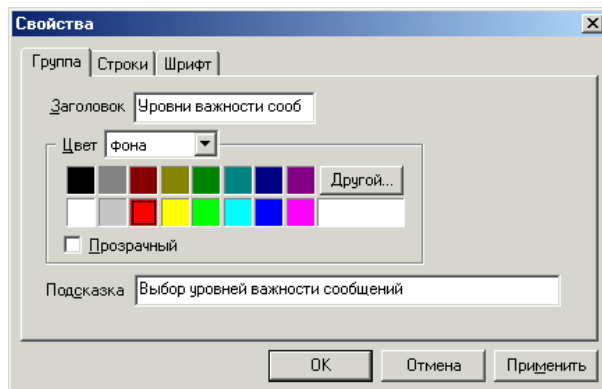 Свойства
Группа Строки Шрифт
Заголовок Уровни важности сооб
Цвет фона
Другой...
Прозрачный
Подсказка Выбор уровней важности сообщений
OK Отмена Применить